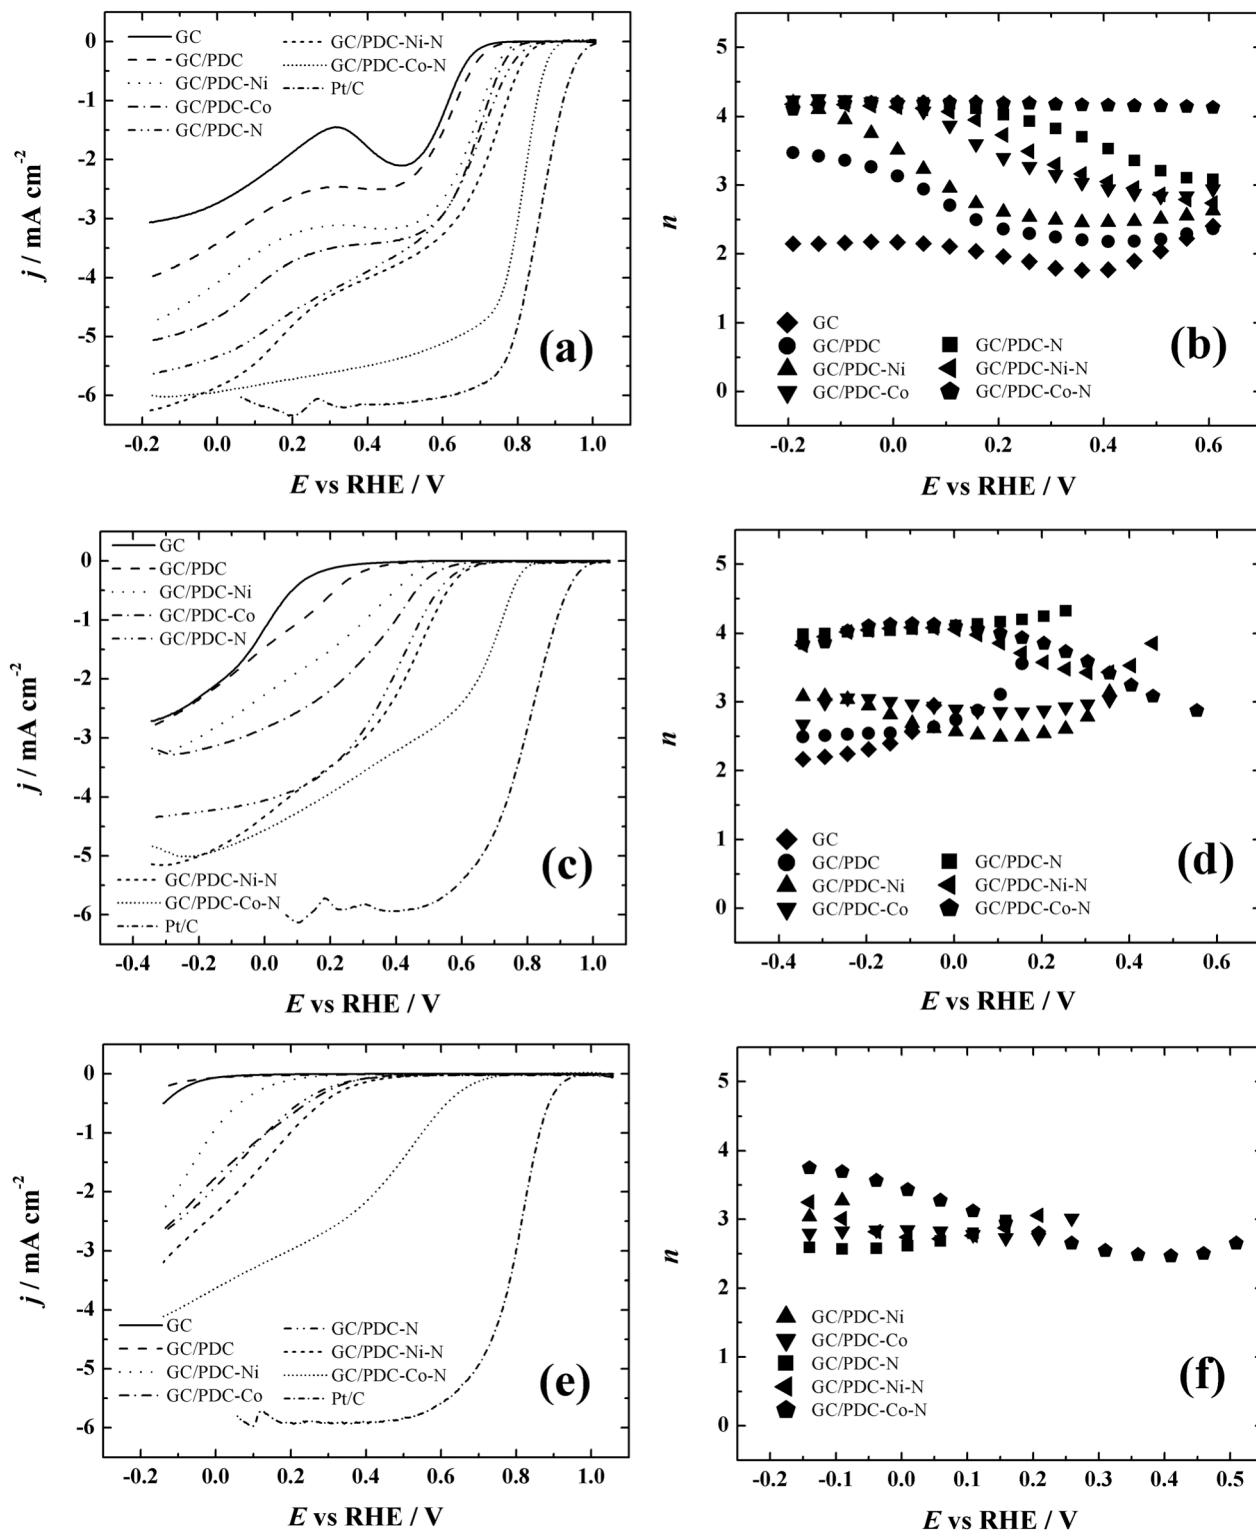 0
-1
-2
-3
-4
-5
-6
j / mA cm-2
GC
GC/PDC
GC/PDC-Ni
GC/PDC-Co
GC/PDC-N
GC/PDC-Ni-N
GC/PDC-Co-N
Pt/C
(a)
-0.2 0.0 0.2 0.4 0.6 0.8 1.0
E vs RHE / V
5
4
3
2
1
0
n
GC
GC/PDC
GC/PDC-Ni
GC/PDC-Co
GC/PDC-N
GC/PDC-Ni-N
GC/PDC-Co-N
(b)
-0.2 0.0 0.2 0.4 0.6
E vs RHE / V
0
-1
-2
-3
-4
-5
-6
j / mA cm-2
GC
GC/PDC
GC/PDC-Ni
GC/PDC-Co
GC/PDC-N
GC/PDC-Ni-N
GC/PDC-Co-N
Pt/C
(c)
-0.4 -0.2 0.0 0.2 0.4 0.6 0.8 1.0
E vs RHE / V
5
4
3
2
1
0
n
GC
GC/PDC
GC/PDC-Ni
GC/PDC-Co
GC/PDC-N
GC/PDC-Ni-N
GC/PDC-Co-N
(d)
-0.4 -0.2 0.0 0.2 0.4 0.6
E vs RHE / V
0
-1
-2
-3
-4
-5
-6
j / mA cm-2
GC
GC/PDC
GC/PDC-Ni
GC/PDC-Co
GC/PDC-N
GC/PDC-Ni-N
GC/PDC-Co-N
Pt/C
(e)
-0.2 0.0 0.2 0.4 0.6 0.8 1.0
E vs RHE / V
5
4
3
2
1
0
n
GC/PDC-Ni
GC/PDC-Co
GC/PDC-N
GC/PDC-Ni-N
GC/PDC-Co-N
(f)
-0.2 -0.1 0.0 0.1 0.2 0.3 0.4 0.5
E vs RHE / V